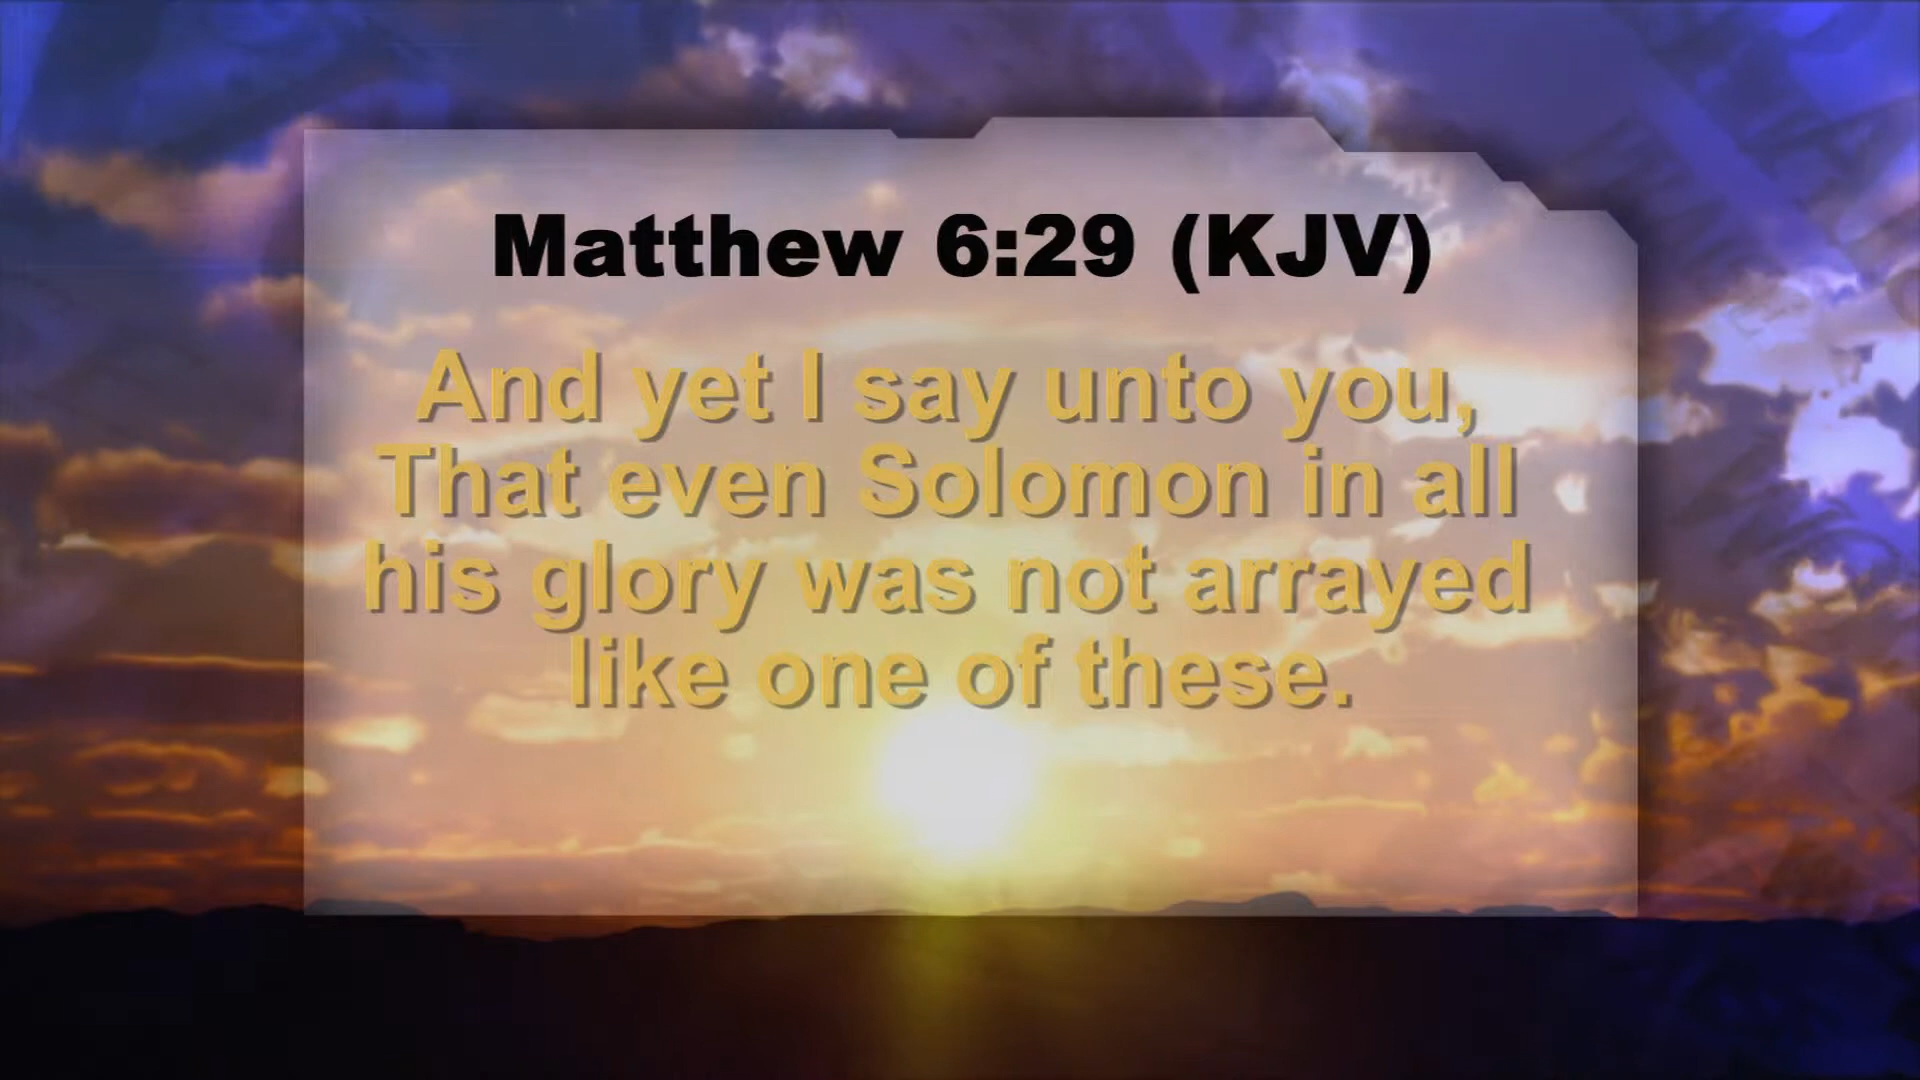 Matthew 6:29 (KJV)
And yet I say unto you,
That even Solomon in all
his glory was not arrayed
like one of these.